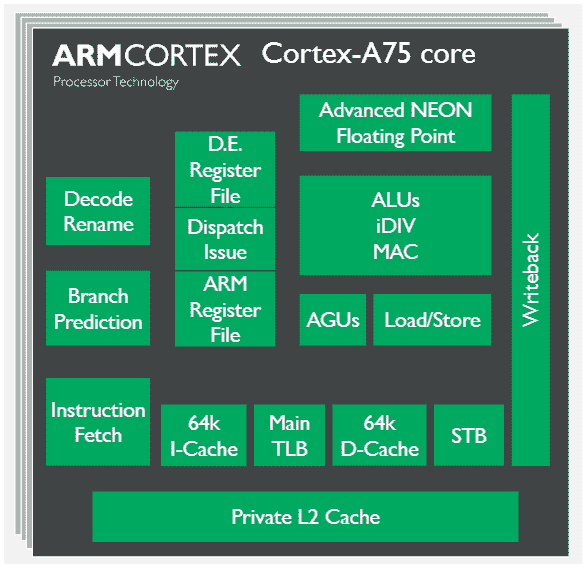 ARMCORTEX
Processor Technology
Cortex-A75 core
Advanced NEON
Floating Point
D.E.
Register
File
Decode
Rename
Dispatch
Issue
ALUs
iDIV
MAC
Writeback
Branch
Prediction
ARM
Register
File
AGUs
Load/Store
Instruction
Fetch
64k
I-Cache
Main
TLB
64k
D-Cache
STB
Private L2 Cache